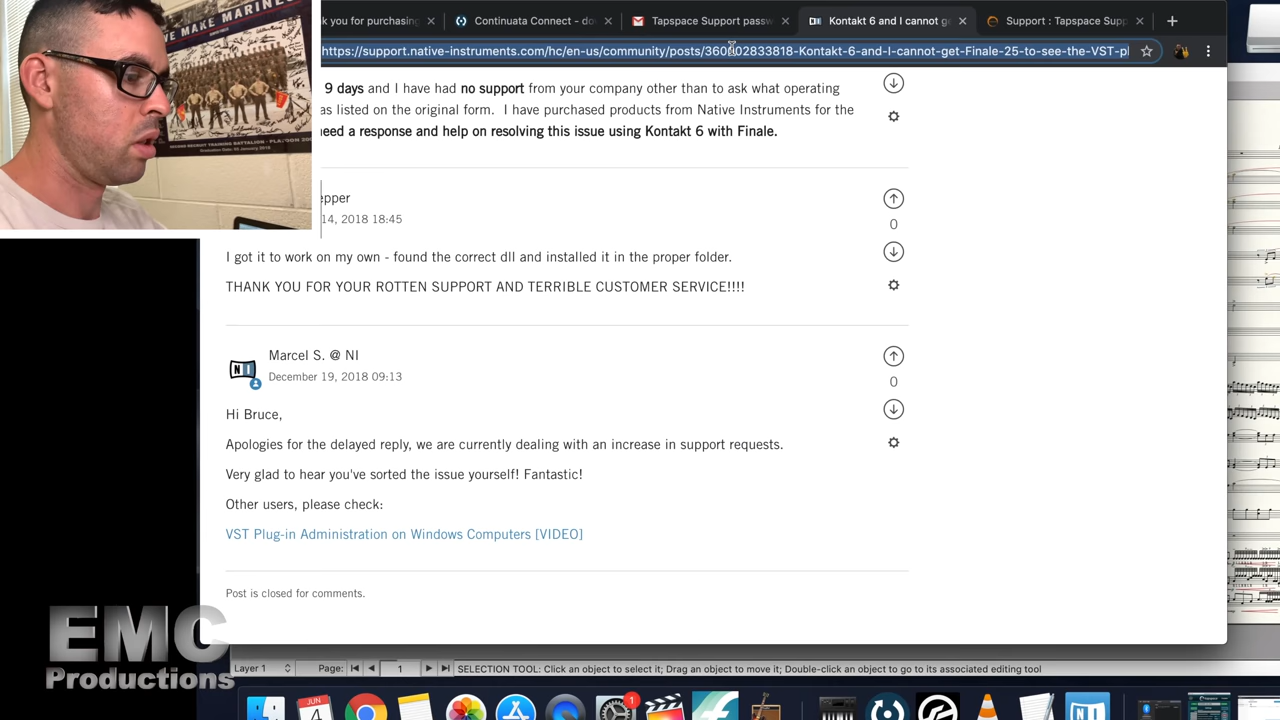 VE MAKE MARINES
k you for purchasing
Continuata Connect - do
Tapspace Support passw
Kontakt 6 and I cannot ge
Support : Tapspace Supp
https://support.native-instruments.com/hc/en-us/community/posts/360002833818-Kontakt-6-and-I-cannot-get-Finale-25-to-see-the-VST-p
9 days and I have had no support from your company other than to ask what operating
as listed on the original form. I have purchased products from Native Instruments for the
need a response and help on resolving this issue using Kontakt 6 with Finale.
epper
14, 2018 18:45
0
I got it to work on my own - found the correct dll and installed it in the proper folder.
THANK YOU FOR YOUR ROTTEN SUPPORT AND TERRIBLE CUSTOMER SERVICE!!!!
NI
Marcel S. @ NI
December 19, 2018 09:13
0
Hi Bruce,
Apologies for the delayed reply, we are currently dealing with an increase in support requests.
Very glad to hear you've sorted the issue yourself! Fantastic!
Other users, please check:
VST Plug-in Administration on Windows Computers [VIDEO]
Post is closed for comments.
EMC
Productions
Layer 1
Page:
1
SELECTION TOOL: Click an object to select it; Drag an object to move it; Double-click an object to go to its associated editing tool
JUN
4
1